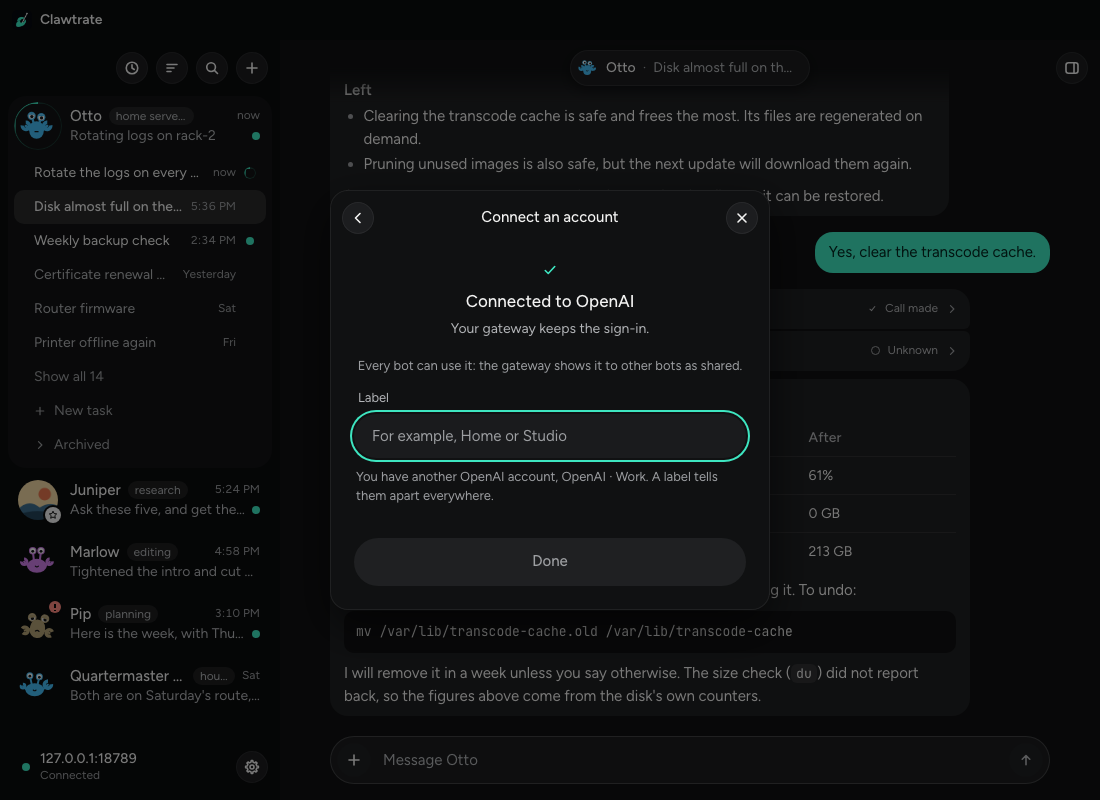 Clawtrate
Otto home serve… now
Rotating logs on rack-2
Rotate the logs on every … now
Disk almost full on the… 5:36 PM
Weekly backup check 2:34 PM
Certificate renewal … Yesterday
Router firmware Sat
Printer offline again Fri
Show all 14
New task
Archived
Juniper research 5:24 PM
Ask these five, and get the…
Marlow editing 4:58 PM
Tightened the intro and cut …
Pip planning 3:10 PM
Here is the week, with Thu…
Quartermaster … hou… Sat
Both are on Saturday's route,…
127.0.0.1:18789
Connected
Otto · Disk almost full on th…
Left
• Clearing the transcode cache is safe and frees the most. Its files are regenerated on
demand.
• Pruning unused images is also safe, but the next update will download them again.
it can be restored.
Yes, clear the transcode cache.
Call made
Unknown
After
61%
0 GB
213 GB
g it. To undo:
mv /var/lib/transcode-cache.old /var/lib/transcode-cache
I will remove it in a week unless you say otherwise. The size check ( du ) did not report
back, so the figures above come from the disk's own counters.
Message Otto
Connect an account
Connected to OpenAI
Your gateway keeps the sign-in.
Every bot can use it: the gateway shows it to other bots as shared.
Label
For example, Home or Studio
You have another OpenAI account, OpenAI · Work. A label tells
them apart everywhere.
Done